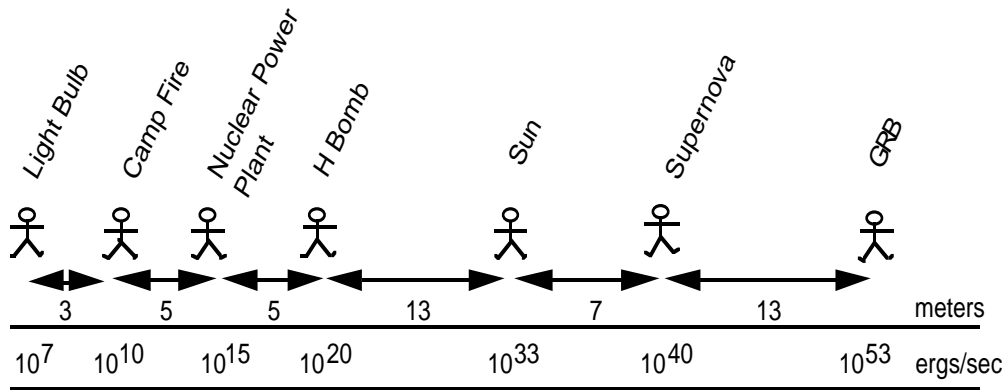 Light Bulb
Camp Fire
Nuclear Power
Plant
H Bomb
Sun
Supernova
GRB
3 5 5 13 7 13 meters
10^7 10^10 10^15 10^20 10^33 10^40 10^53 ergs/sec